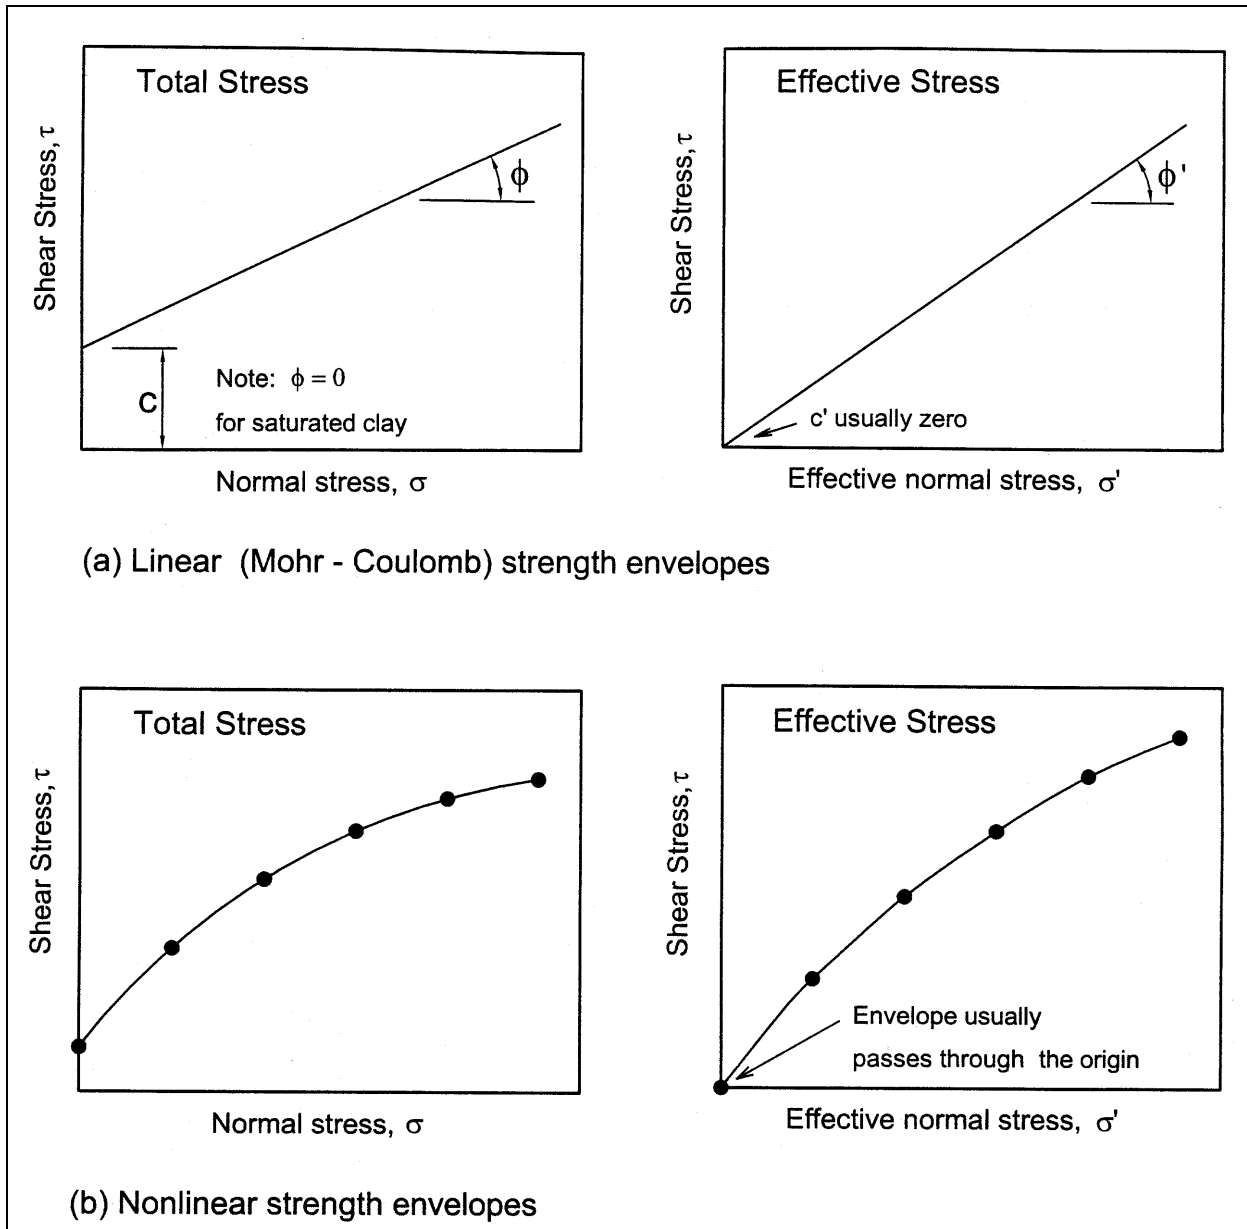 Total Stress
Shear Stress, τ
ϕ
c
Note: ϕ = 0
for saturated clay
Normal stress, σ
Effective Stress
Shear Stress, τ
ϕ'
c' usually zero
Effective normal stress, σ'
(a) Linear (Mohr - Coulomb) strength envelopes
Total Stress
Shear Stress, τ
Normal stress, σ
Effective Stress
Shear Stress, τ
Envelope usually
passes through the origin
Effective normal stress, σ'
(b) Nonlinear strength envelopes